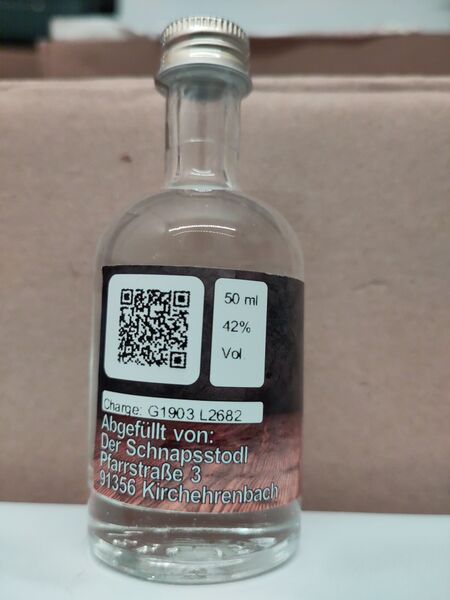 50 ml
42%
Vol.
Charge: G1903 L2682
Abgefüllt von:
Der Schnapsstodl
Pfarrstraße 3
91356 Kirchehrenbach